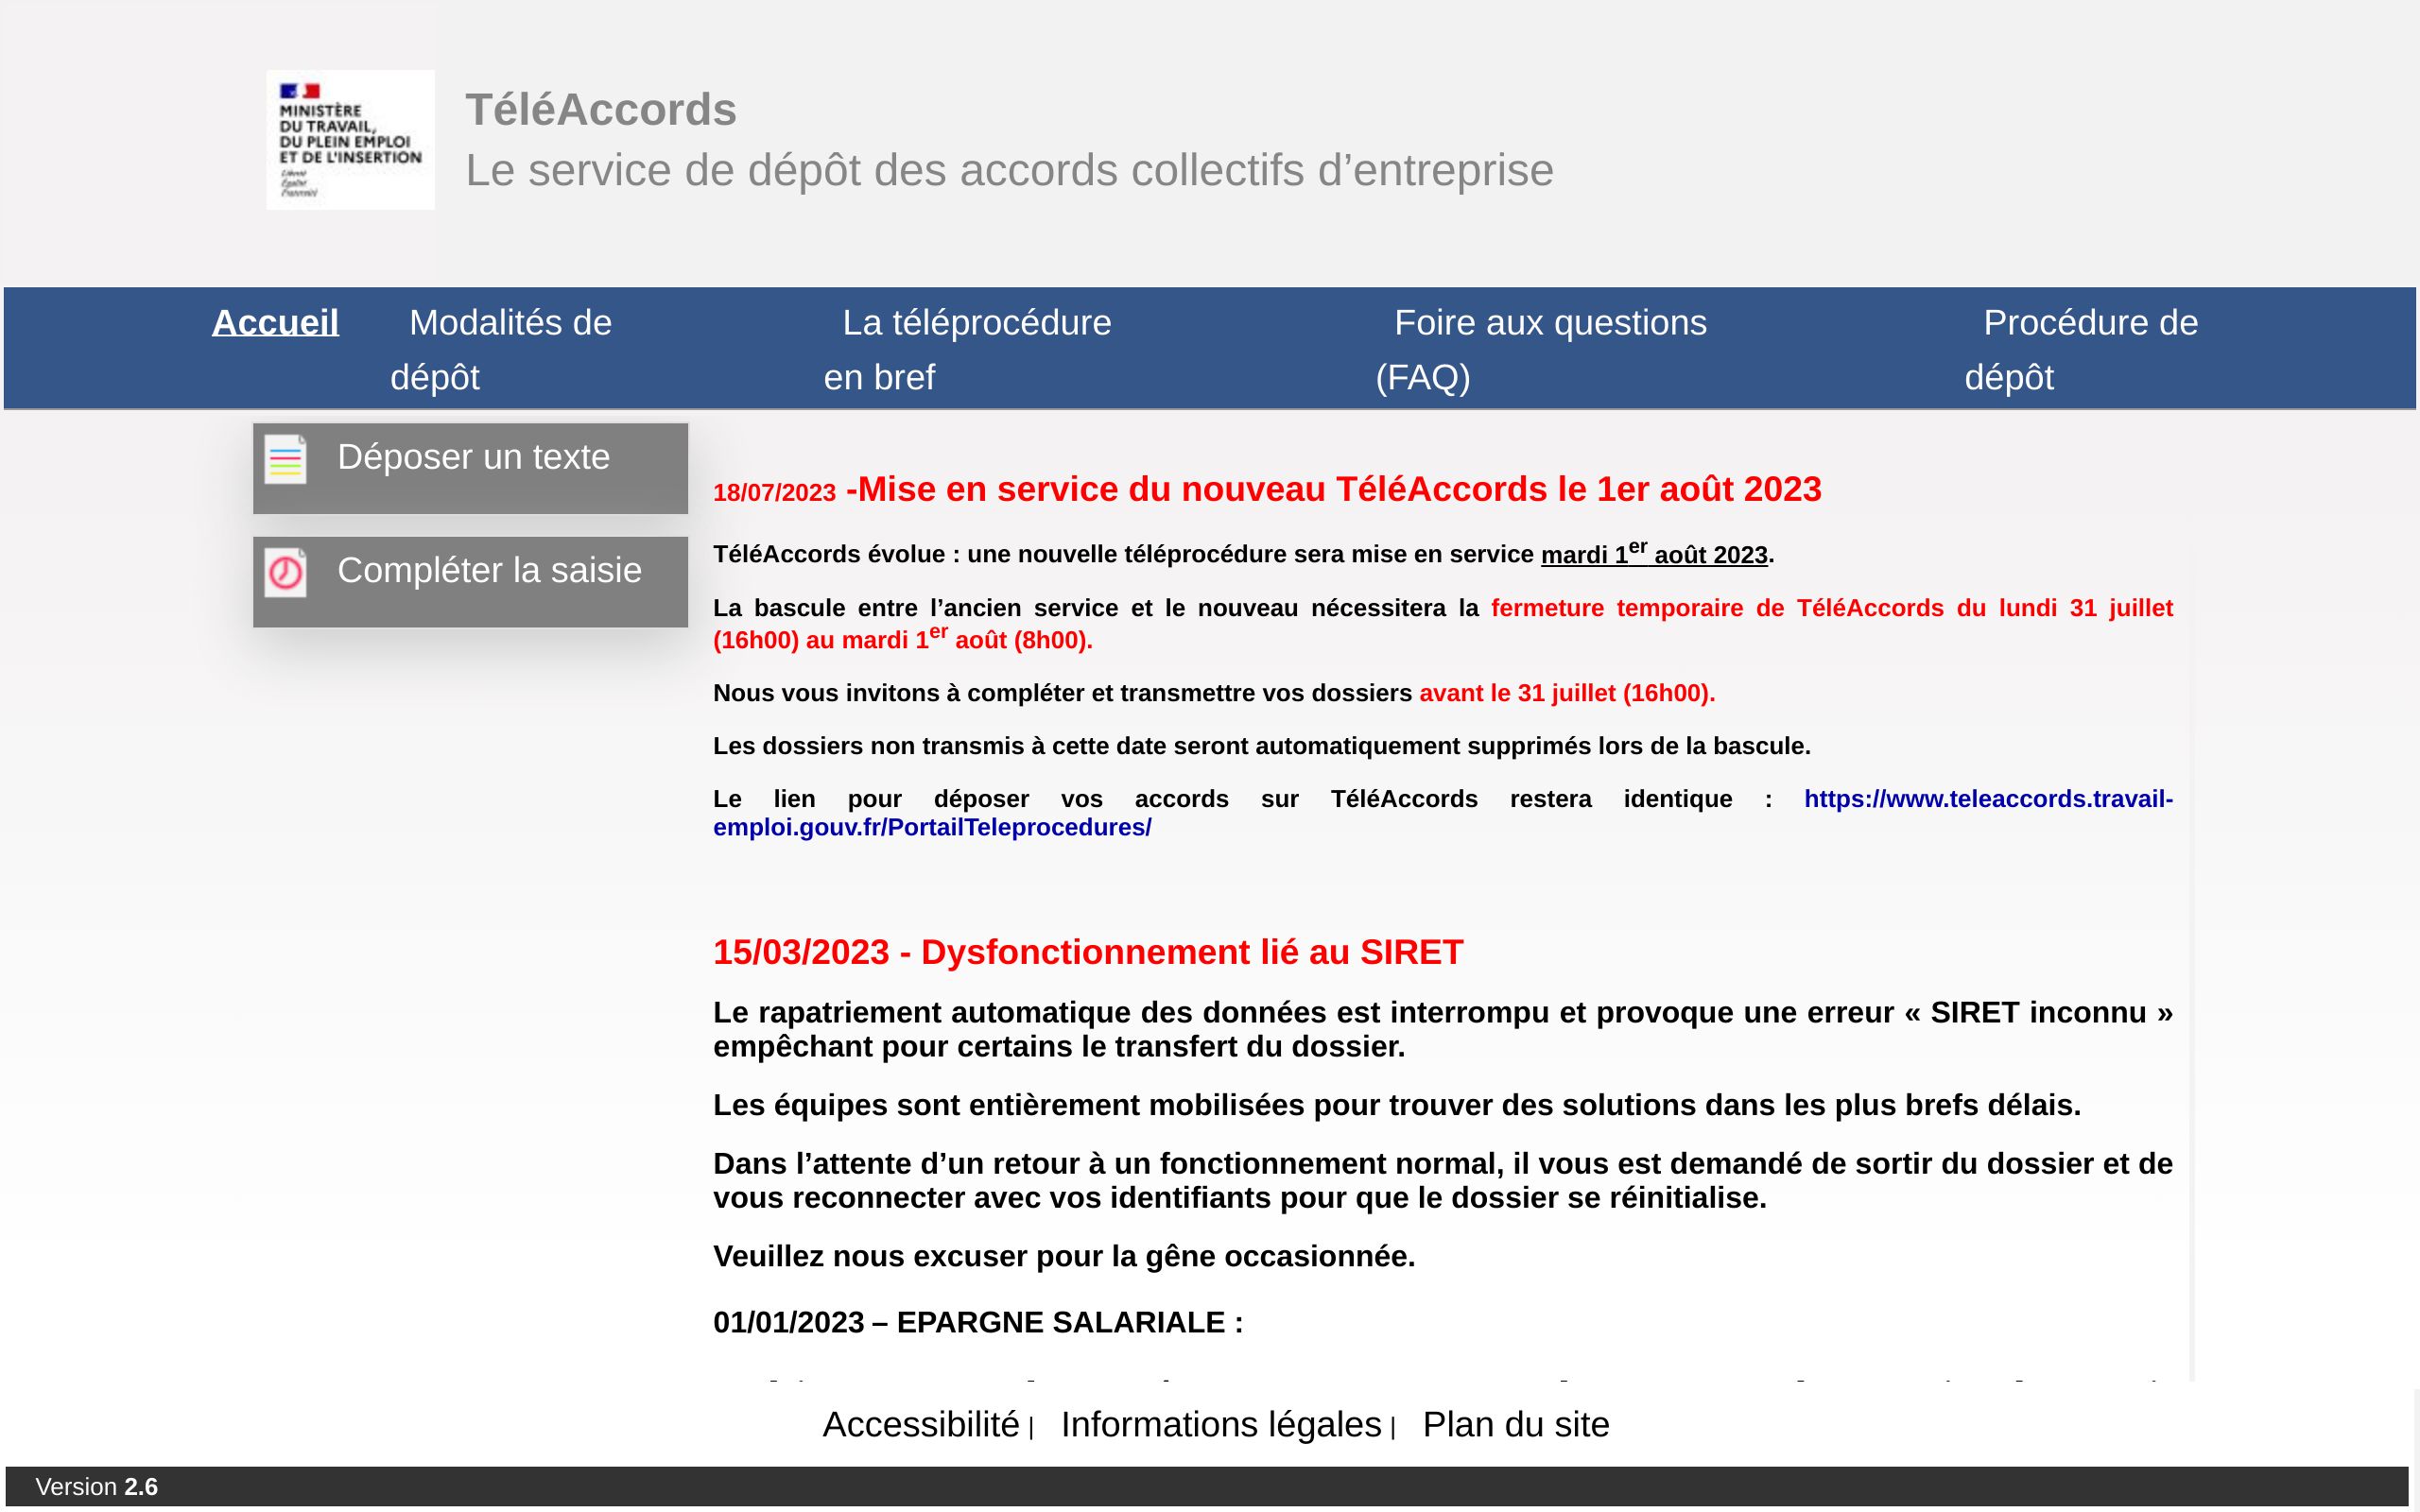 MINISTÈRE
DU TRAVAIL,
DU PLEIN EMPLOI
ET DE L'INSERTION
Liberté
Égalité
Fraternité
TéléAccords
Le service de dépôt des accords collectifs d’entreprise
Accueil
Modalités de
dépôt
La téléprocédure
en bref
Foire aux questions
(FAQ)
Procédure de
dépôt
Déposer un texte
Compléter la saisie
18/07/2023 -Mise en service du nouveau TéléAccords le 1er août 2023
TéléAccords évolue : une nouvelle téléprocédure sera mise en service mardi 1er août 2023.
La bascule entre l’ancien service et le nouveau nécessitera la fermeture temporaire de TéléAccords du lundi 31 juillet
(16h00) au mardi 1er août (8h00).
Nous vous invitons à compléter et transmettre vos dossiers avant le 31 juillet (16h00).
Les dossiers non transmis à cette date seront automatiquement supprimés lors de la bascule.
Le lien pour déposer vos accords sur TéléAccords restera identique : https://www.teleaccords.travail-
emploi.gouv.fr/PortailTeleprocedures/
15/03/2023 - Dysfonctionnement lié au SIRET
Le rapatriement automatique des données est interrompu et provoque une erreur « SIRET inconnu »
empêchant pour certains le transfert du dossier.
Les équipes sont entièrement mobilisées pour trouver des solutions dans les plus brefs délais.
Dans l’attente d’un retour à un fonctionnement normal, il vous est demandé de sortir du dossier et de
vous reconnecter avec vos identifiants pour que le dossier se réinitialise.
Veuillez nous excuser pour la gêne occasionnée.
01/01/2023 – EPARGNE SALARIALE :
Accessibilité | Informations légales | Plan du site
Version 2.6